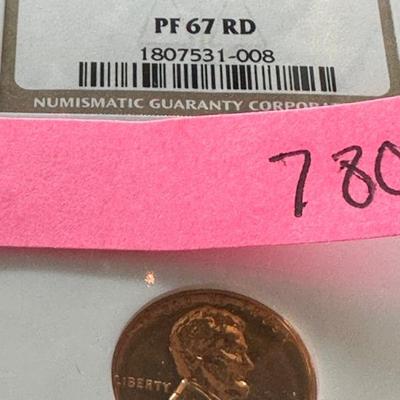 PF 67 RD
1807531-008
NUMISMATIC GUARANTY CORPORA
780
LIBERTY